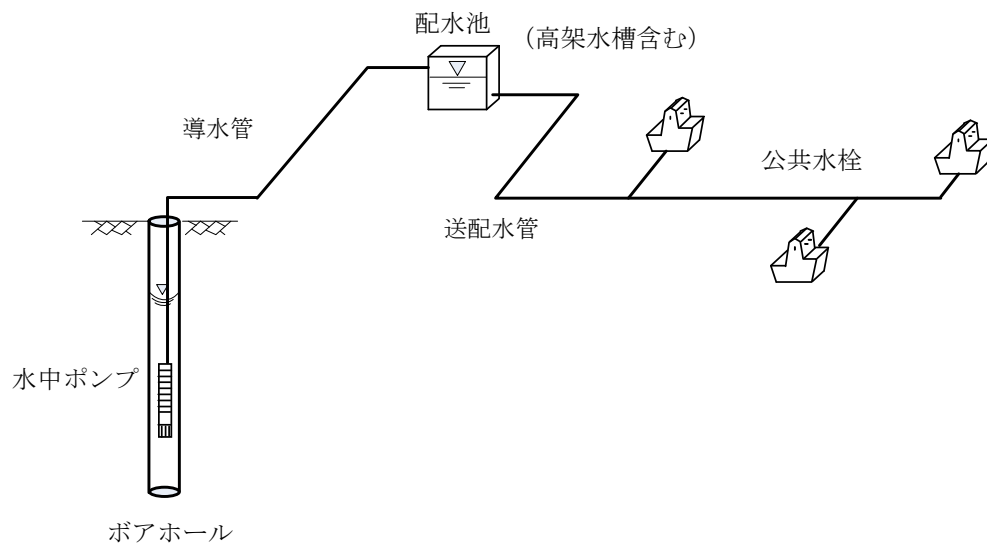 配水池
（高架水槽含む）
導水管
公共水栓
送配水管
水中ポンプ
ボアホール